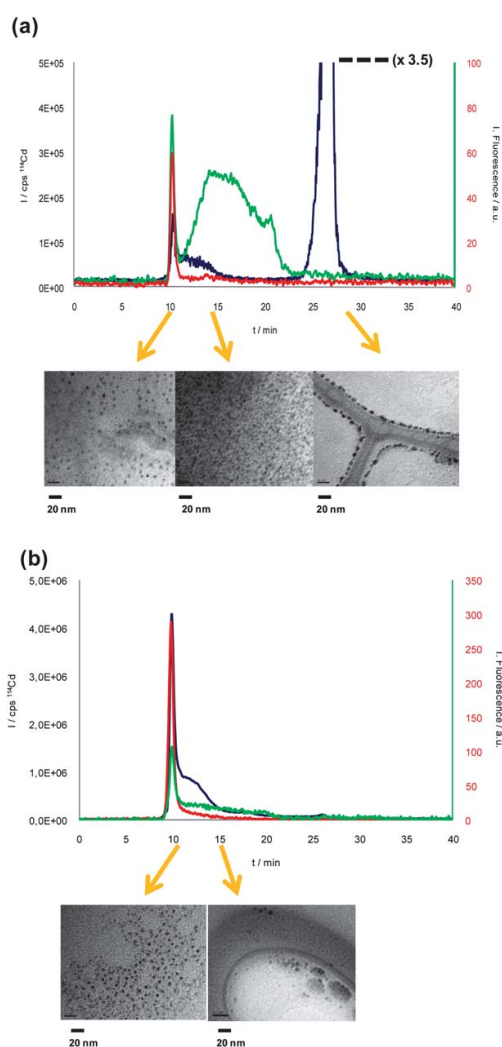 (a)
(x 3.5)
5E+05
4E+05
3E+05
2E+05
1E+05
0E+00
I / cps ¹¹⁴Cd
100
80
60
40
20
0
I. Fluorescence / a.u.
0 5 10 15 20 25 30 35 40
t / min
20 nm 20 nm 20 nm
(b)
5,0E+06
4,0E+06
3,0E+06
2,0E+06
1,0E+06
0,0E+00
I / cps ¹¹⁴Cd
350
300
250
200
150
100
50
0
I. Fluorescence / a.u.
0 5 10 15 20 25 30 35 40
t / min
20 nm 20 nm